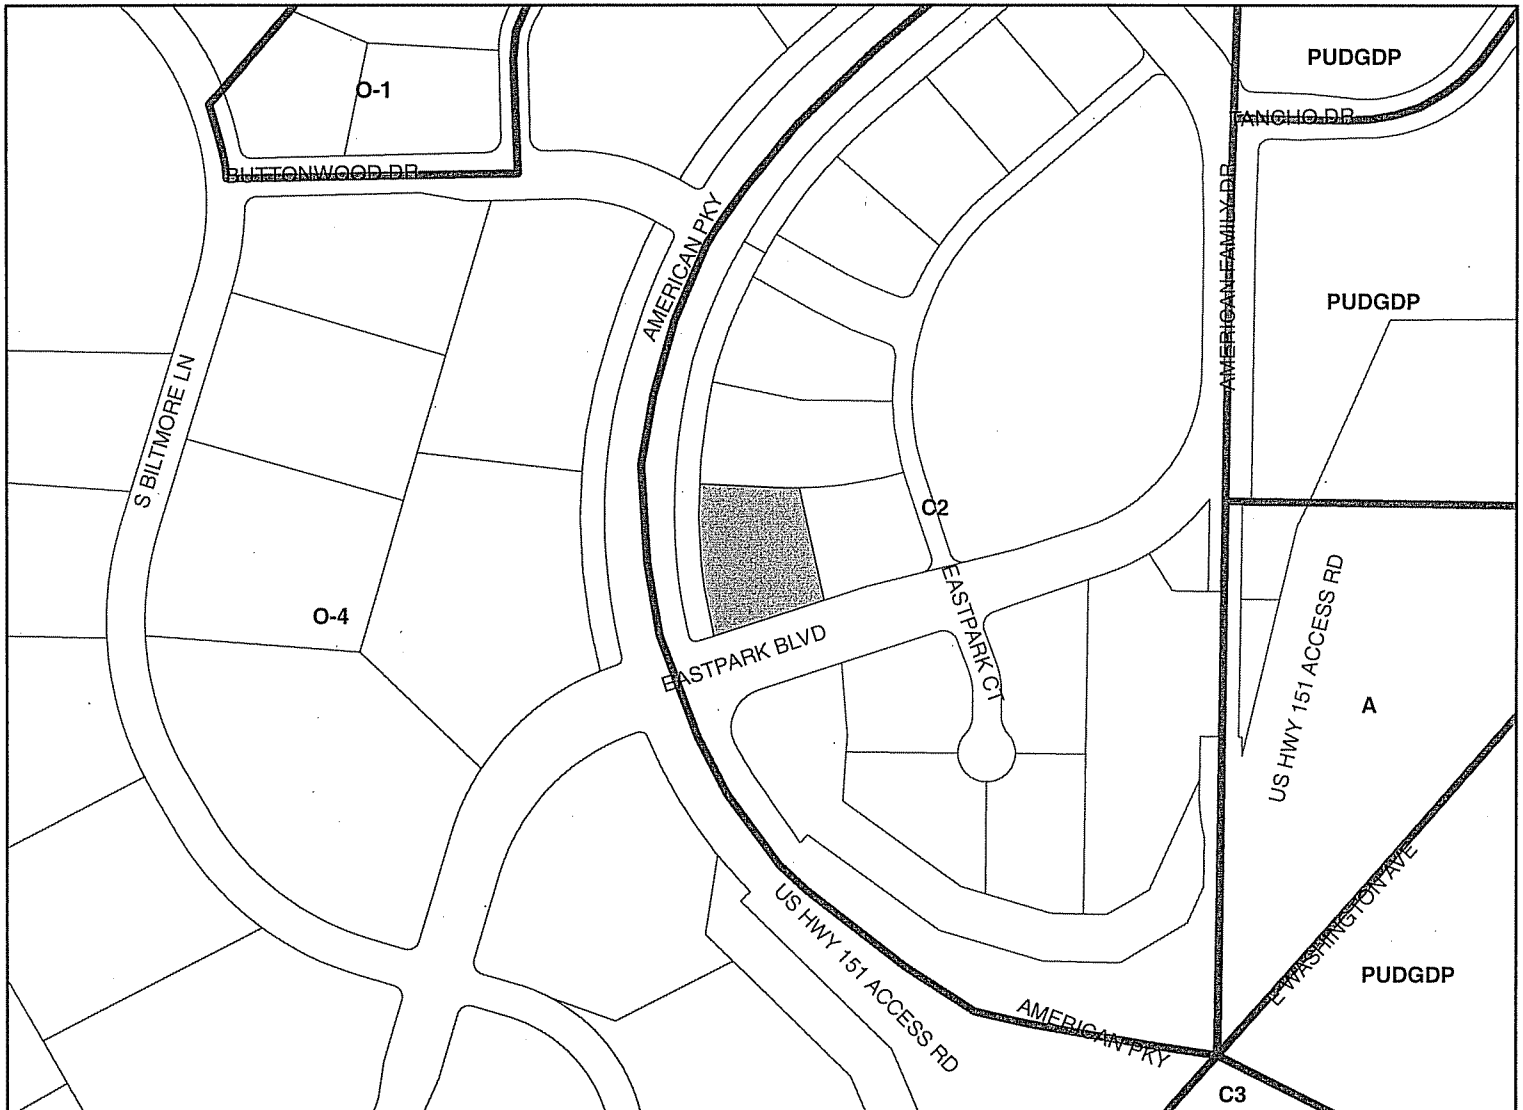 PUDGDP
O-1
TANCHO DR
BUTTONWOOD DR
AMERICAN PKY
AMERICAN FAMILY DR
PUDGDP
S BILTMORE LN
C2
O-4
EASTPARK BLVD
EASTPARK CT
US HWY 151 ACCESS RD
A
E WASHINGTON AVE
US HWY 151 ACCESS RD
PUDGDP
AMERICAN PKY
C3